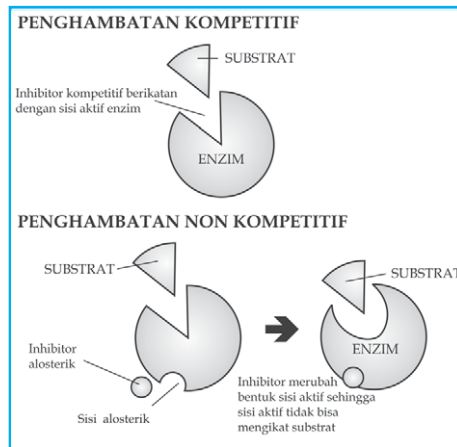 PENGHAMBATAN KOMPETITIF
SUBSTRAT
Inhibitor kompetitif berikatan
dengan sisi aktif enzim
ENZIM
PENGHAMBATAN NON KOMPETITIF
SUBSTRAT
SUBSTRAT
Inhibitor
alosterik
ENZIM
Sisi alosterik
Inhibitor merubah
bentuk sisi aktif sehingga
sisi aktif tidak bisa
mengikat substrat